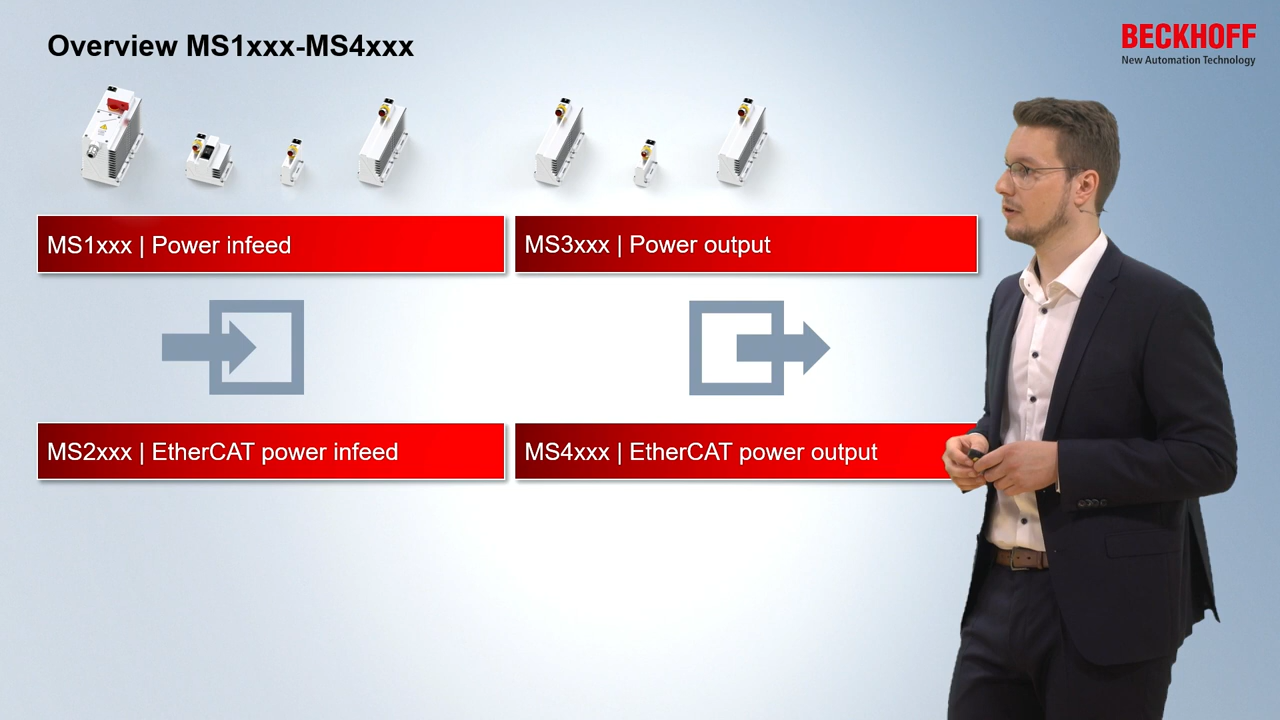 Overview MS1xxx-MS4xxx
BECKHOFF
New Automation Technology
MS1xxx | Power infeed
MS3xxx | Power output
MS2xxx | EtherCAT power infeed
MS4xxx | EtherCAT power output